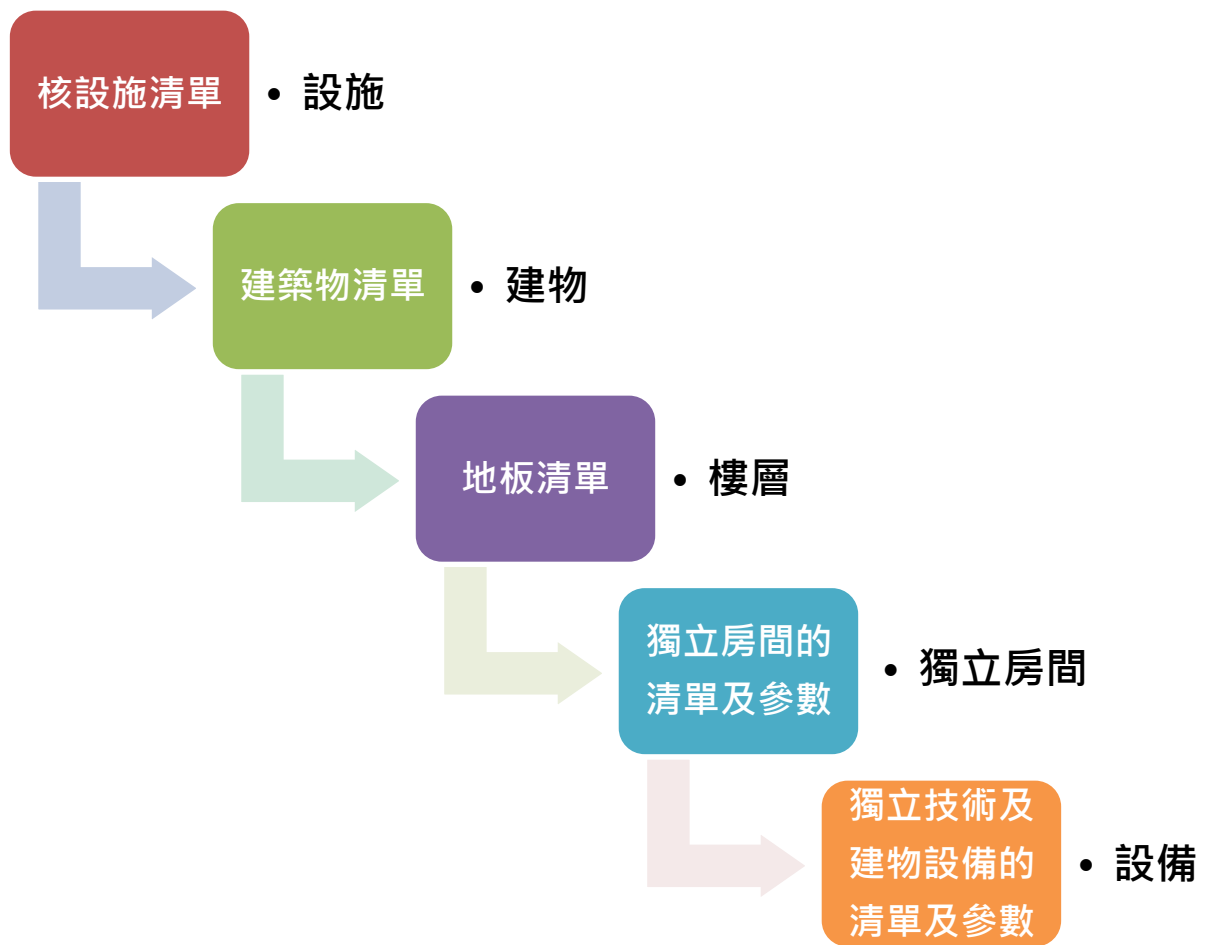 核設施清單
• 設施
建築物清單
• 建物
地板清單
• 樓層
獨立房間的
清單及參數
• 獨立房間
獨立技術及
建物設備的
清單及參數
• 設備